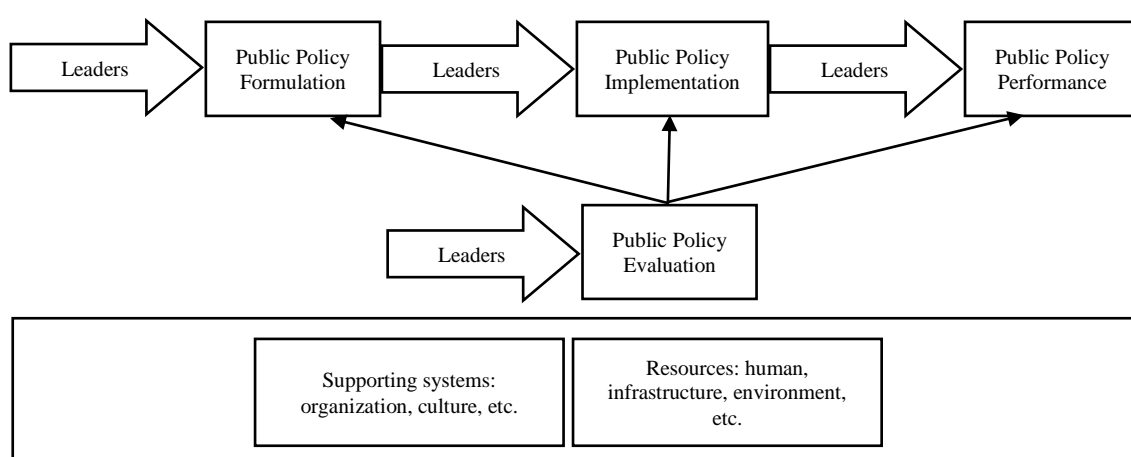 Leaders
Public Policy
Formulation
Leaders
Public Policy
Implementation
Leaders
Public Policy
Performance
Leaders
Public Policy
Evaluation
Supporting systems:
organization, culture, etc.
Resources: human,
infrastructure, environment,
etc.